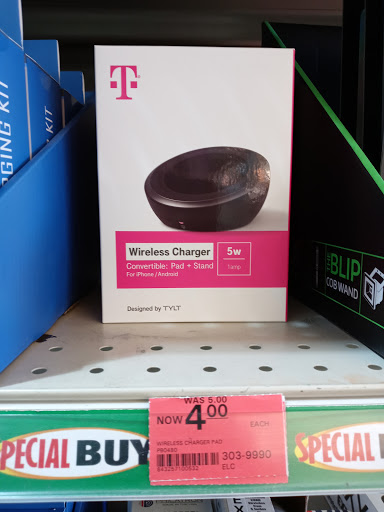 GING KIT
KIT
T
Wireless Charger
Convertible: Pad + Stand
For iPhone/Android
5w
1amp
Designed by TYLT
BLIP
COB WAND
WAS 5.00
NOW 4.00
EACH
WIRELESS CHARGER PAD
303-9990
ELC
SPECIAL BUY
SPECIAL